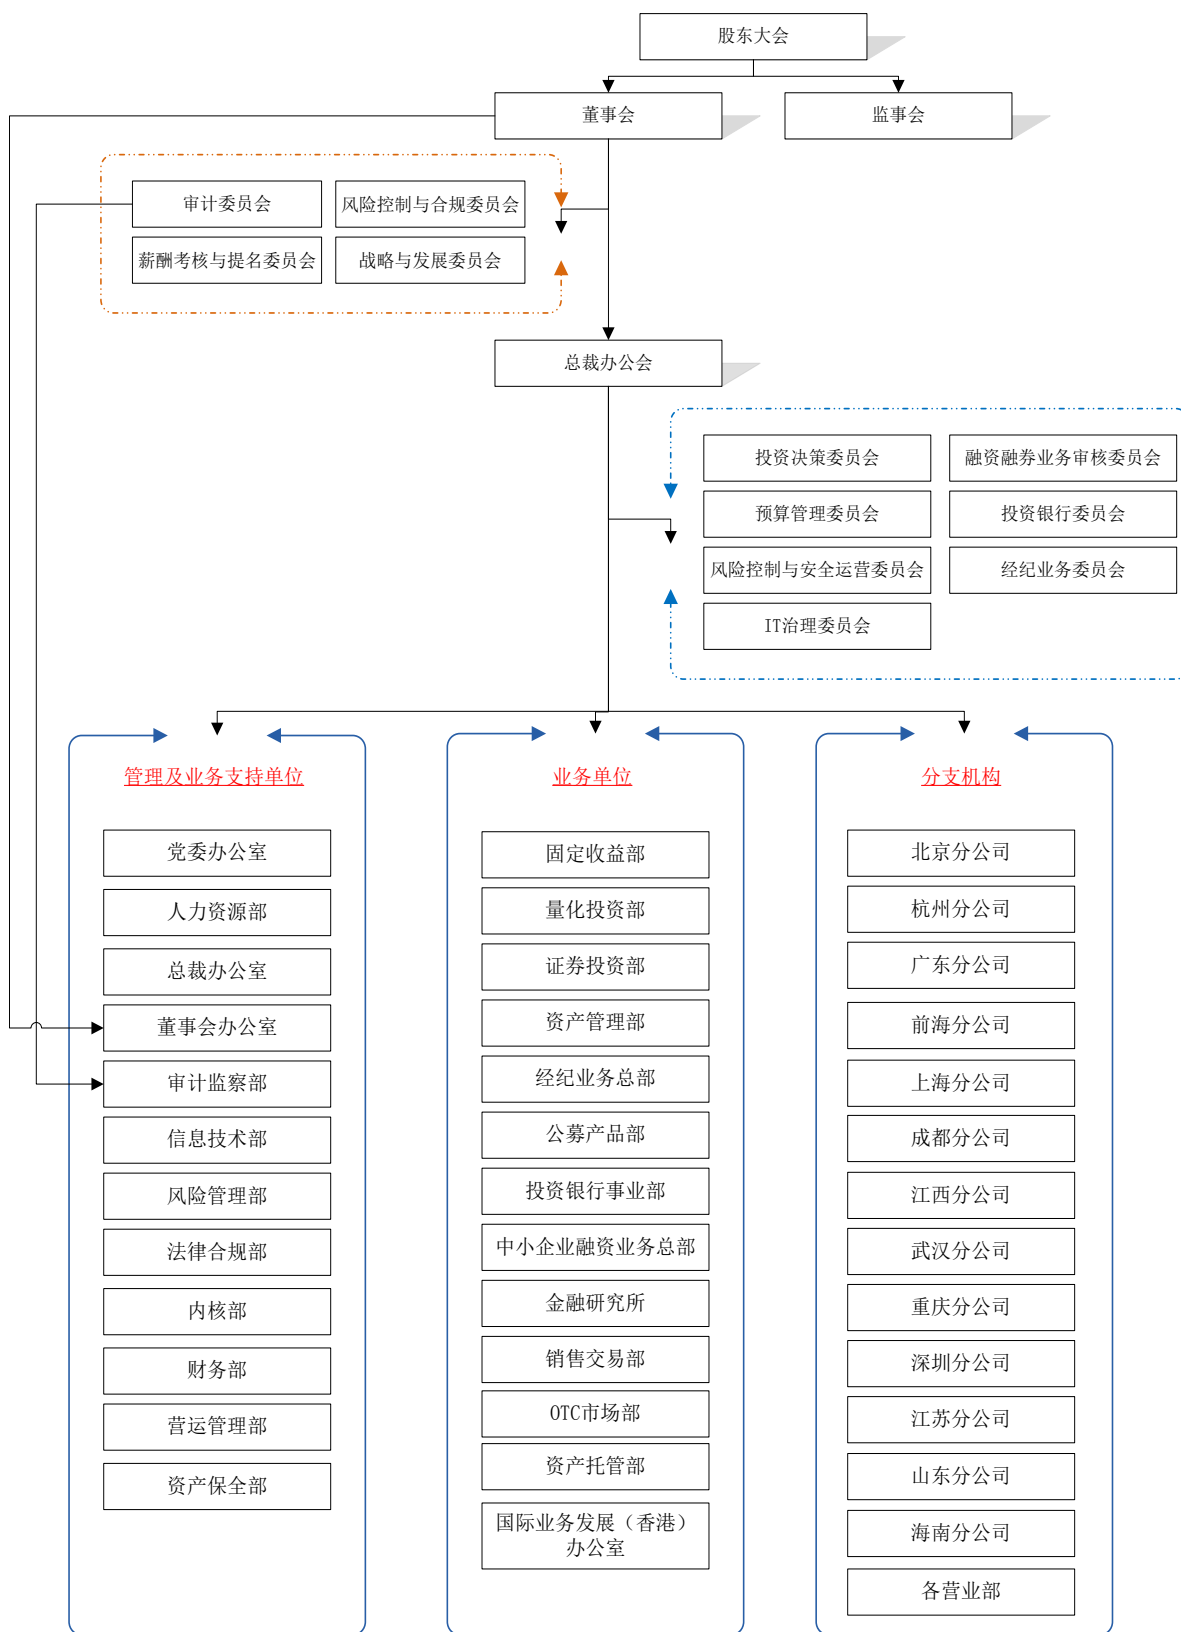 股东大会
董事会
监事会
审计委员会
风险控制与合规委员会
薪酬考核与提名委员会
战略与发展委员会
总裁办公会
投资决策委员会
融资融券业务审核委员会
预算管理委员会
投资银行委员会
风险控制与安全运营委员会
经纪业务委员会
IT治理委员会
管理及业务支持单位
党委办公室
人力资源部
总裁办公室
董事会办公室
审计监察部
信息技术部
风险管理部
法律合规部
内核部
财务部
营运管理部
资产保全部
业务单位
固定收益部
量化投资部
证券投资部
资产管理部
经纪业务总部
公募产品部
投资银行事业部
中小企业融资业务总部
金融研究所
销售交易部
OTC市场部
资产托管部
国际业务发展（香港）
办公室
分支机构
北京分公司
杭州分公司
广东分公司
前海分公司
上海分公司
成都分公司
江西分公司
武汉分公司
重庆分公司
深圳分公司
江苏分公司
山东分公司
海南分公司
各营业部